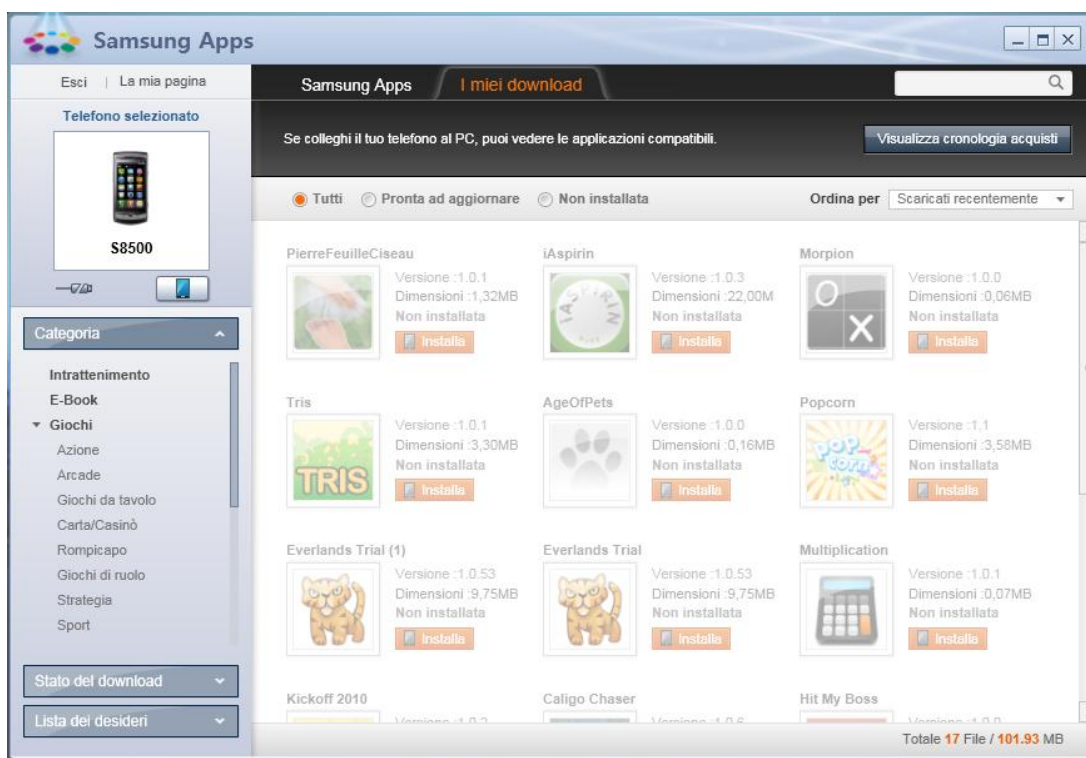 Samsung Apps
Esci | La mia pagina
Samsung Apps
I miei download
Telefono selezionato
S8500
Se colleghi il tuo telefono al PC, puoi vedere le applicazioni compatibili.
Visualizza cronologia acquisti
Tutti
Pronta ad aggiornare
Non installata
Ordina per
Scaricati recentemente
Categoria
Intrattenimento
E-Book
Giochi
Azione
Arcade
Giochi da tavolo
Carta/Casinò
Rompicapo
Giochi di ruolo
Strategia
Sport
Stato del download
Lista dei desideri
PierreFeuilleCiseau
Versione :1.0.1
Dimensioni :1,32MB
Non installata
Installa
iAspirin
IASPIRIN
Versione :1.0.3
Dimensioni :22,00M
Non installata
Installa
Morpion
O
X
Versione :1.0.0
Dimensioni :0,06MB
Non installata
Installa
Tris
TRIS
Versione :1.0.1
Dimensioni :3,30MB
Non installata
Installa
AgeOfPets
Versione :1.0.0
Dimensioni :0,16MB
Non installata
Installa
Popcorn
pop
corn
Versione :1.1
Dimensioni :3,58MB
Non installata
Installa
Everlands Trial (1)
Versione :1.0.53
Dimensioni :9,75MB
Non installata
Installa
Everlands Trial
Versione :1.0.53
Dimensioni :9,75MB
Non installata
Installa
Multiplication
Versione :1.0.1
Dimensioni :0,07MB
Non installata
Installa
Kickoff 2010
Caligo Chaser
Hit My Boss
Totale 17 File / 101.93 MB